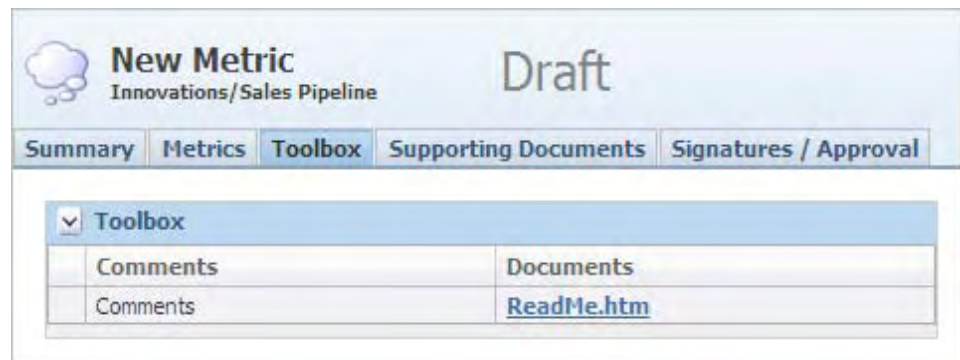 New Metric
Draft
Innovations/Sales Pipeline
Summary Metrics Toolbox Supporting Documents Signatures / Approval
Toolbox
Comments Documents
Comments ReadMe.htm